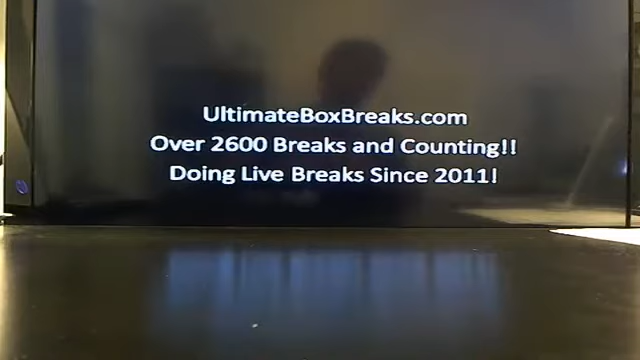 UltimateBoxBreaks.com
Over 2600 Breaks and Counting!!
Doing Live Breaks Since 2011!